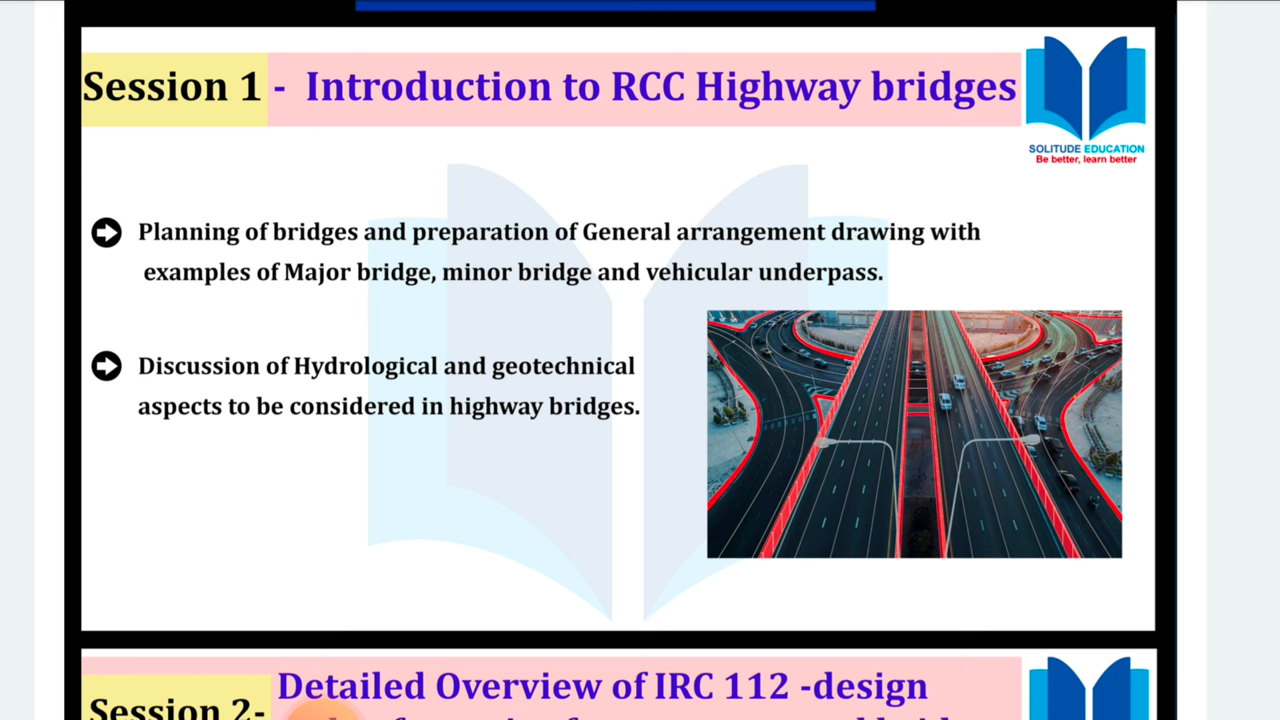 Session 1 - Introduction to RCC Highway bridges
SOLITUDE EDUCATION
Be better, learn better
Planning of bridges and preparation of General arrangement drawing with
examples of Major bridge, minor bridge and vehicular underpass.
Discussion of Hydrological and geotechnical
aspects to be considered in highway bridges.
Detailed Overview of IRC 112 -design
Session 2-